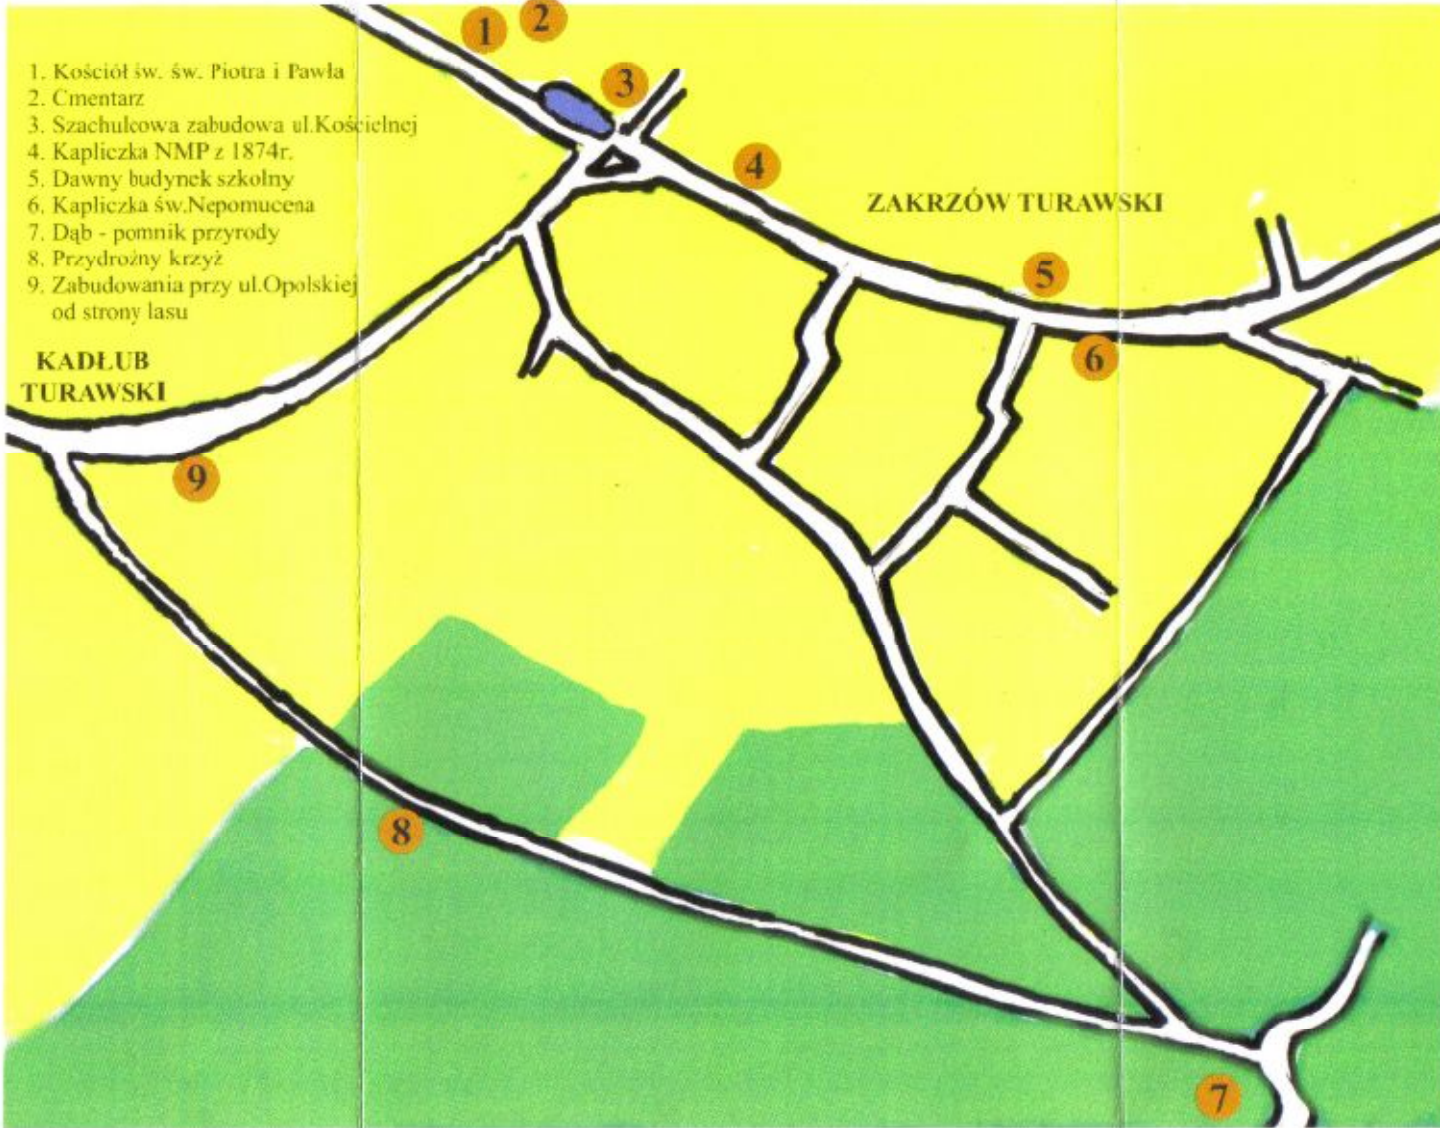 1. Kościół św. św. Piotra i Pawła
2. Cmentarz
3. Szachulcowa zabudowa ul.Kościelnej
4. Kapliczka NMP z 1874r.
5. Dawny budynek szkolny
6. Kapliczka św.Nepomucena
7. Dąb - pomnik przyrody
8. Przydrożny krzyż
9. Zabudowania przy ul.Opolskiej
od strony lasu
KADŁUB
TURAWSKI
ZAKRZÓW TURAWSKI
1
2
3
4
5
6
9
8
7